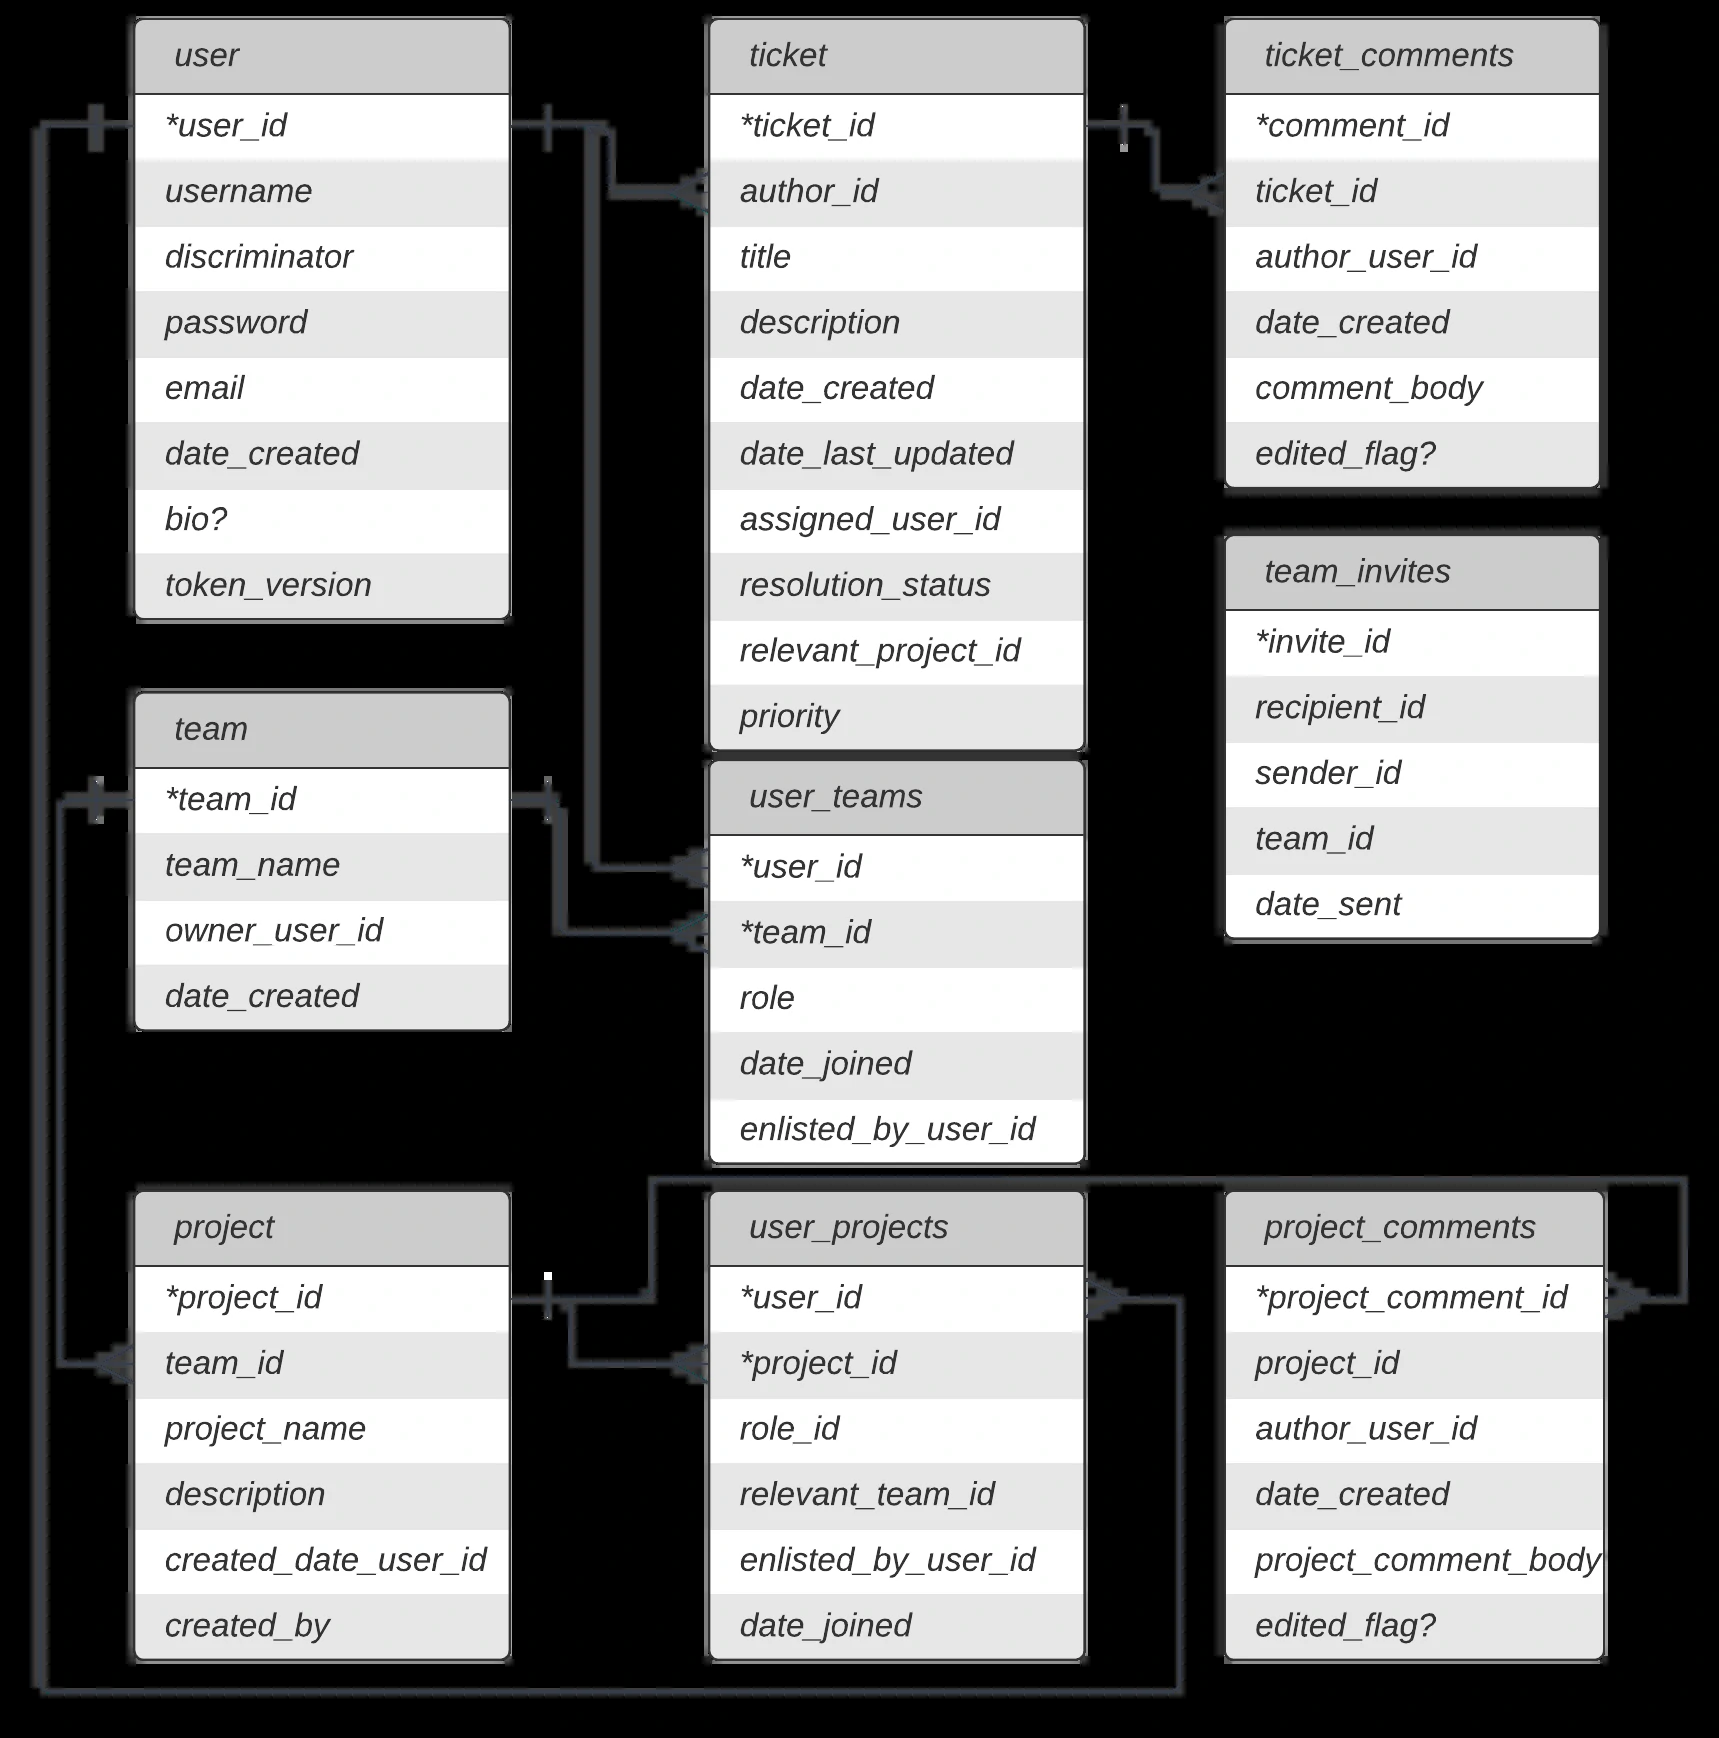 user
*user_id
username
discriminator
password
email
date_created
bio?
token_version
ticket
*ticket_id
author_id
title
description
date_created
date_last_updated
assigned_user_id
resolution_status
relevant_project_id
priority
ticket_comments
*comment_id
ticket_id
author_user_id
date_created
comment_body
edited_flag?
team_invites
*invite_id
recipient_id
sender_id
team_id
date_sent
team
*team_id
team_name
owner_user_id
date_created
user_teams
*user_id
*team_id
role
date_joined
enlisted_by_user_id
project
*project_id
team_id
project_name
description
created_date_user_id
created_by
user_projects
*user_id
*project_id
role_id
relevant_team_id
enlisted_by_user_id
date_joined
project_comments
*project_comment_id
project_id
author_user_id
date_created
project_comment_body
edited_flag?